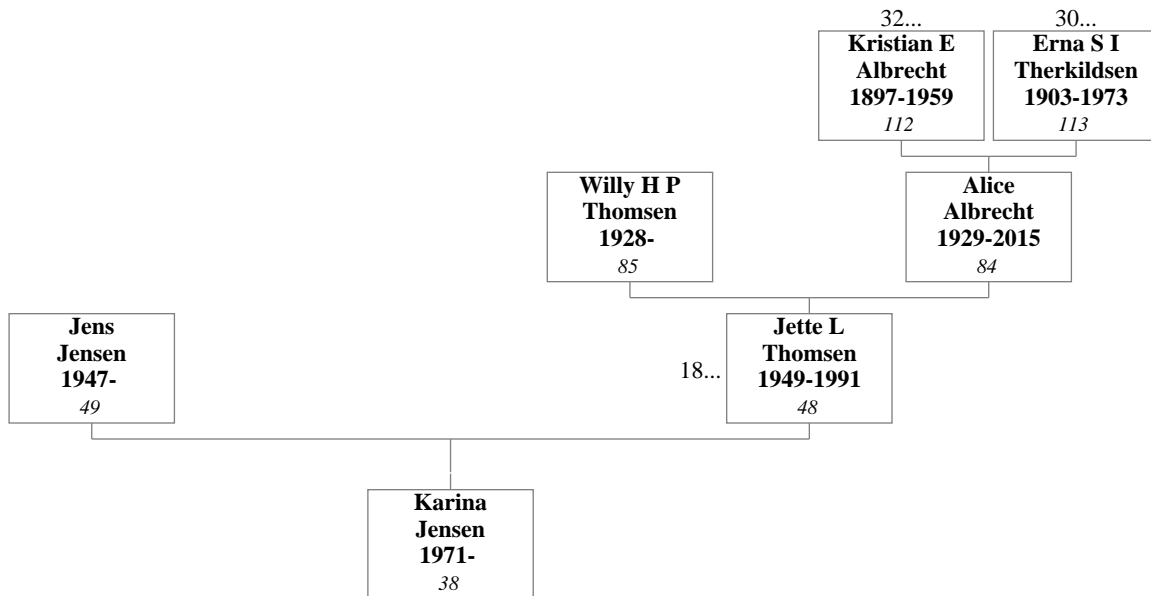 32...
Kristian E
Albrecht
1897-1959
112
30...
Erna S I
Therkildsen
1903-1973
113
Willy H P
Thomsen
1928-
85
Alice
Albrecht
1929-2015
84
Jens
Jensen
1947-
49
18...
Jette L
Thomsen
1949-1991
48
Karina
Jensen
1971-
38